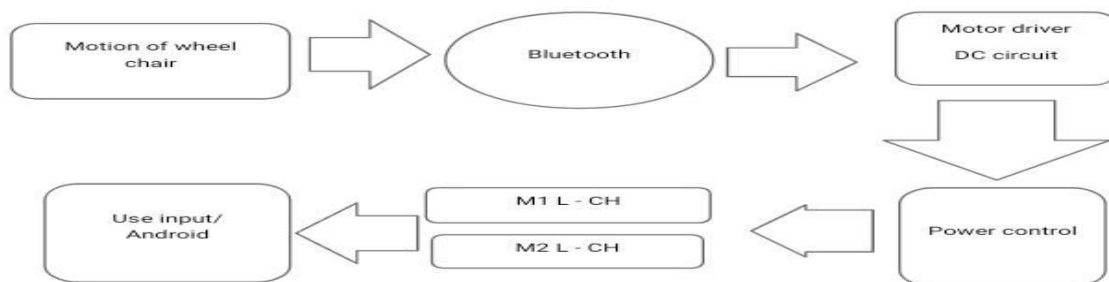 Motion of wheel
chair
Bluetooth
Motor driver
DC circuit
Power control
M1 L - CH
M2 L - CH
Use input/
Android